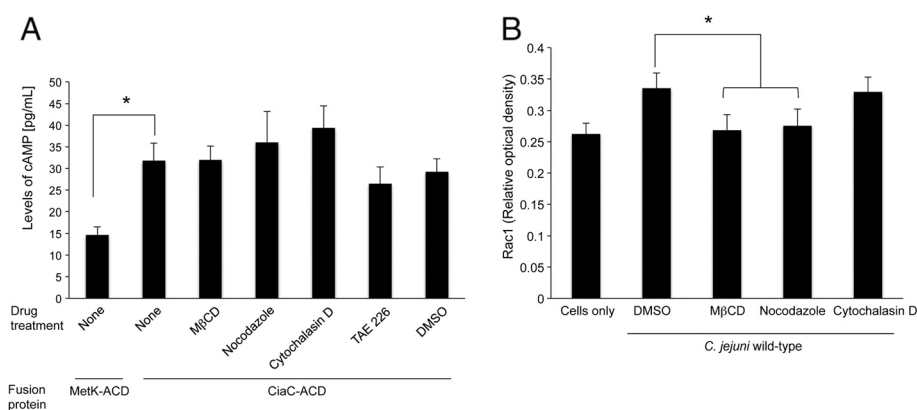 A
Levels of cAMP [pg/mL]
50
45
40
35
30
25
20
15
10
5
0
*
Drug treatment
None
None
MβCD
Nocodazole
Cytochalasin D
TAE 226
DMSO
Fusion protein
MetK-ACD
CiaC-ACD
B
Rac1 (Relative optical density)
0.4
0.35
0.3
0.25
0.2
0.15
0.1
0.05
0
*
Cells only
DMSO
MβCD
Nocodazole
Cytochalasin D
C. jejuni wild-type